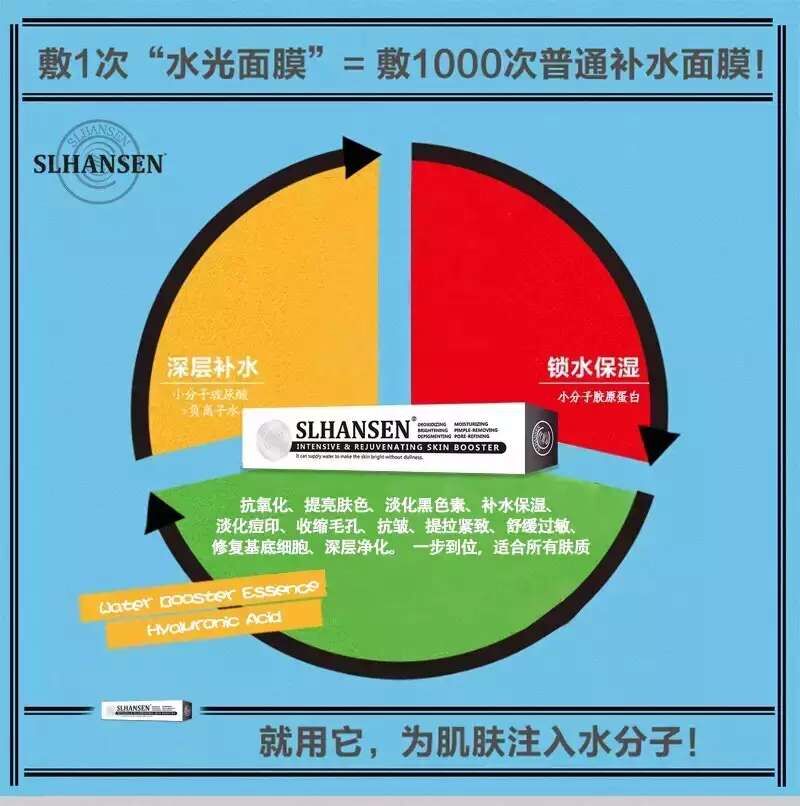 敷1次“水光面膜”= 敷1000次普通补水面膜！
SLHANSEN
SLHANSEN
深层补水
小分子玻尿酸
+负离子水
锁水保湿
小分子胶原蛋白
SLHANSEN®
DEOXIDIZING MOISTURIZING
BRIGHTENING PIMPLE-REMOVING
DEPIGMENTING PORE-REFINING
INTENSIVE & REJUVENATING SKIN BOOSTER
It can supply water to make the skin bright without dullness.
抗氧化、提亮肤色、淡化黑色素、补水保湿、
淡化痘印、收缩毛孔、抗皱、提拉紧致、舒缓过敏、
修复基底细胞、深层净化。 一步到位，适合所有肤质
Water Booster Essence
Hyaluronic Acid
SLHANSEN
就用它，为肌肤注入水分子！